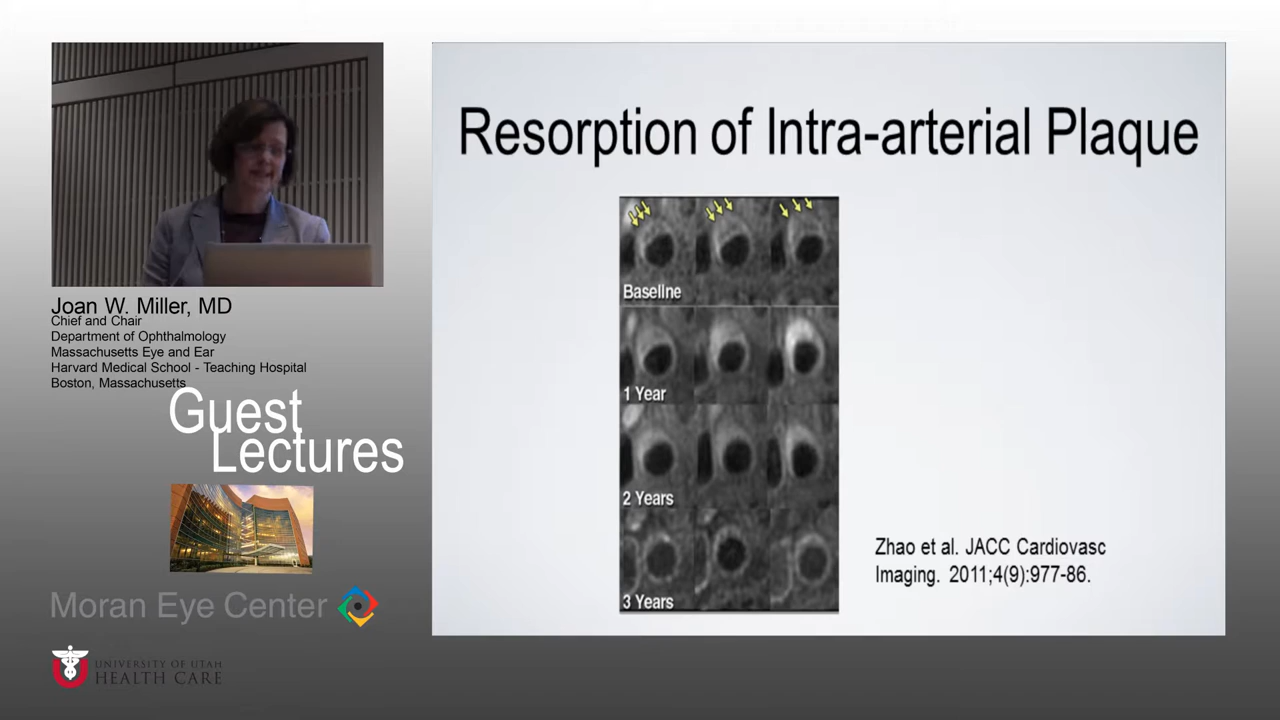 Resorption of Intra-arterial Plaque
Baseline
1 Year
2 Years
3 Years
Zhao et al. JACC Cardiovasc
Imaging. 2011;4(9):977-86.
Joan W. Miller, MD
Chief and Chair
Department of Ophthalmology
Massachusetts Eye and Ear
Harvard Medical School - Teaching Hospital
Boston, Massachusetts
Guest
Lectures
Moran Eye Center
UNIVERSITY OF UTAH
HEALTH CARE